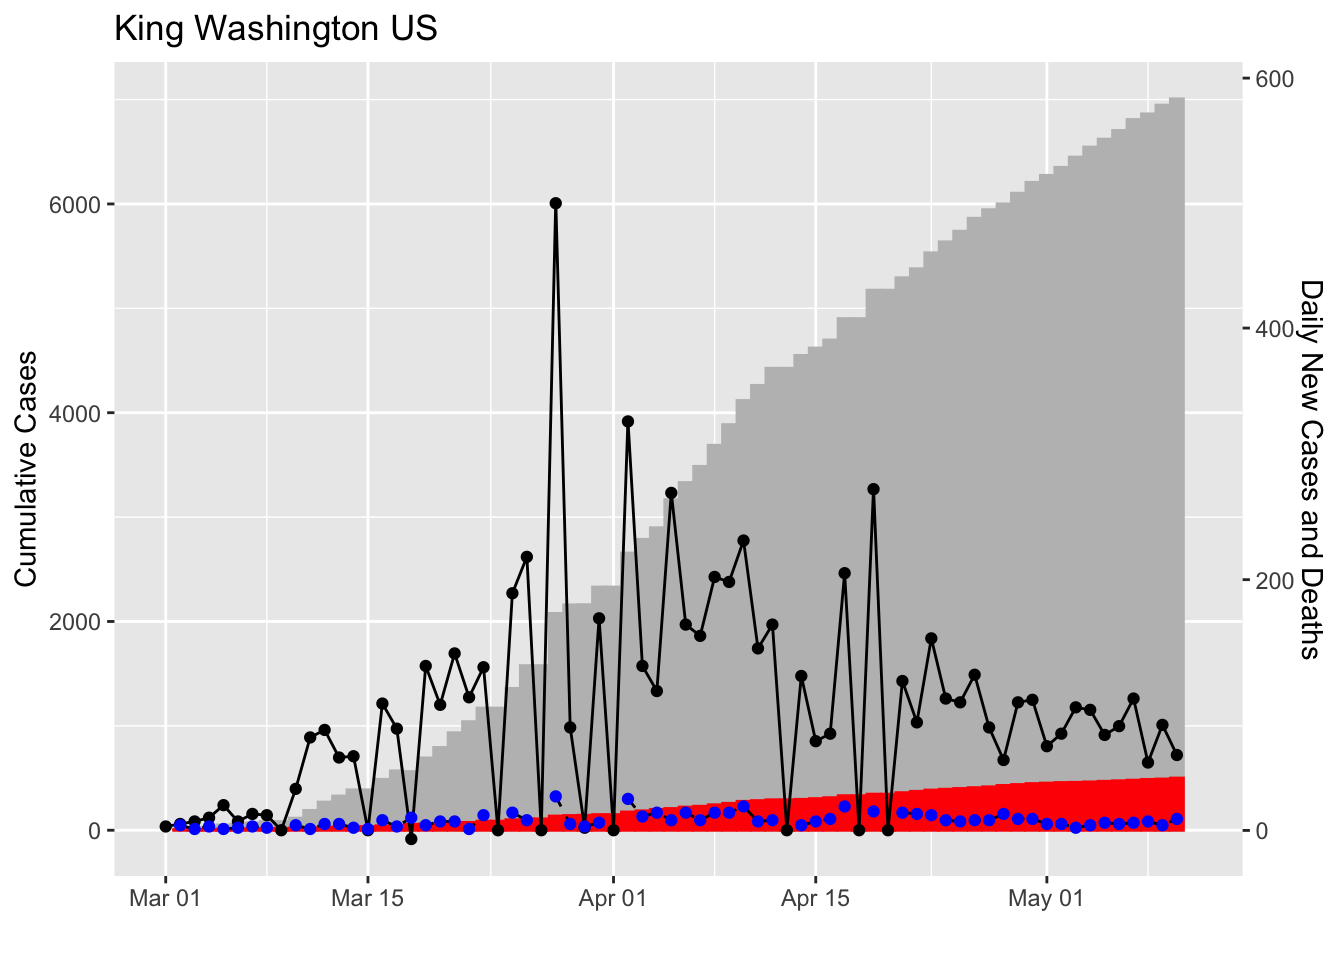 King Washington US
Cumulative Cases
6000
4000
2000
0
600
400
200
0
Daily New Cases and Deaths
Mar 01
Mar 15
Apr 01
Apr 15
May 01